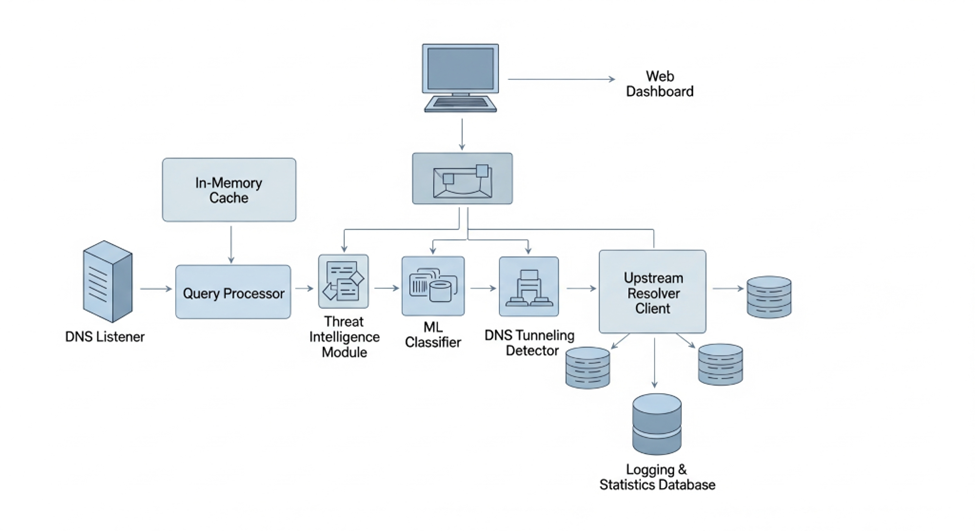 Web
Dashboard
In-Memory
Cache
DNS Listener
Query Processor
Threat
Intelligence
Module
ML
Classifier
DNS Tunneling
Detector
Upstream
Resolver
Client
Logging &
Statistics Database